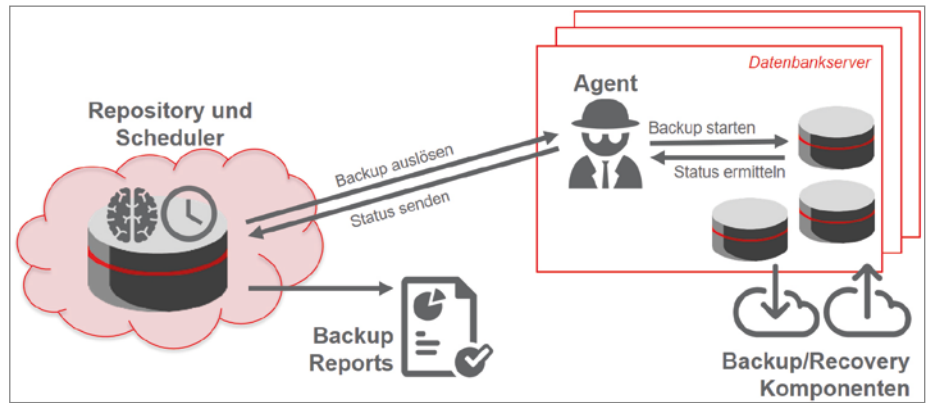 Datenbankserver
Repository und
Scheduler
Agent
Backup auslösen
Status senden
Backup starten
Status ermitteln
Backup
Reports
Backup/Recovery
Komponenten